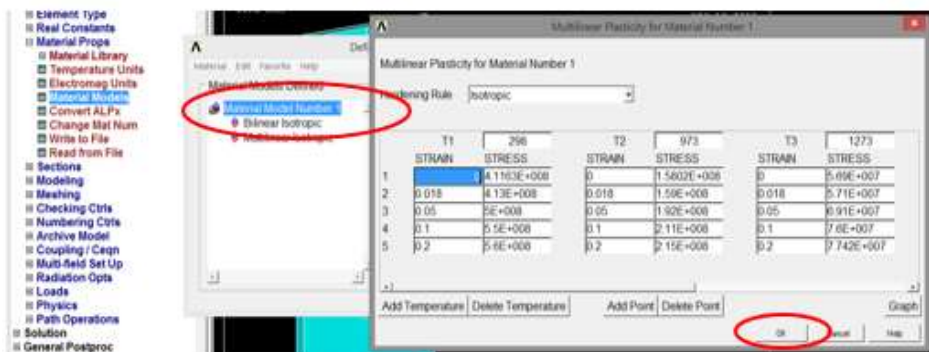 Element Type
Real Constants
Material Props
Material Library
Temperature Units
Electromag Units
Material Models
Convert ALPx
Change Mat Num
Write to File
Read from File
Sections
Modeling
Meshing
Checking Ctrls
Numbering Ctrls
Archive Model
Coupling / Ceqn
Multi-field Set Up
Radiation Opts
Loads
Physics
Path Operations
Solution
General Postproc
Def
Material Edit Favorite Help
Material Models Defined
Material Model Number 1
Bilinear Isotropic
Multilinear Isotropic
Multilinear Plasticity for Material Number 1
Multilinear Plasticity for Material Number 1
Hardening Rule Isotropic
T1 298 T2 973 T3 1273
STRAIN STRESS STRAIN STRESS STRAIN STRESS
1 4.1163E+008 0 1.5802E+008 0 5.69E+007
2 0.018 4.13E+008 0.018 1.59E+008 0.018 5.71E+007
3 0.05 5E+008 0.05 1.92E+008 0.05 6.91E+007
4 0.1 5.5E+008 0.1 2.11E+008 0.1 7.6E+007
5 0.2 5.6E+008 0.2 2.15E+008 0.2 7.742E+007
Add Temperature Delete Temperature Add Point Delete Point Graph
OK Cancel Help